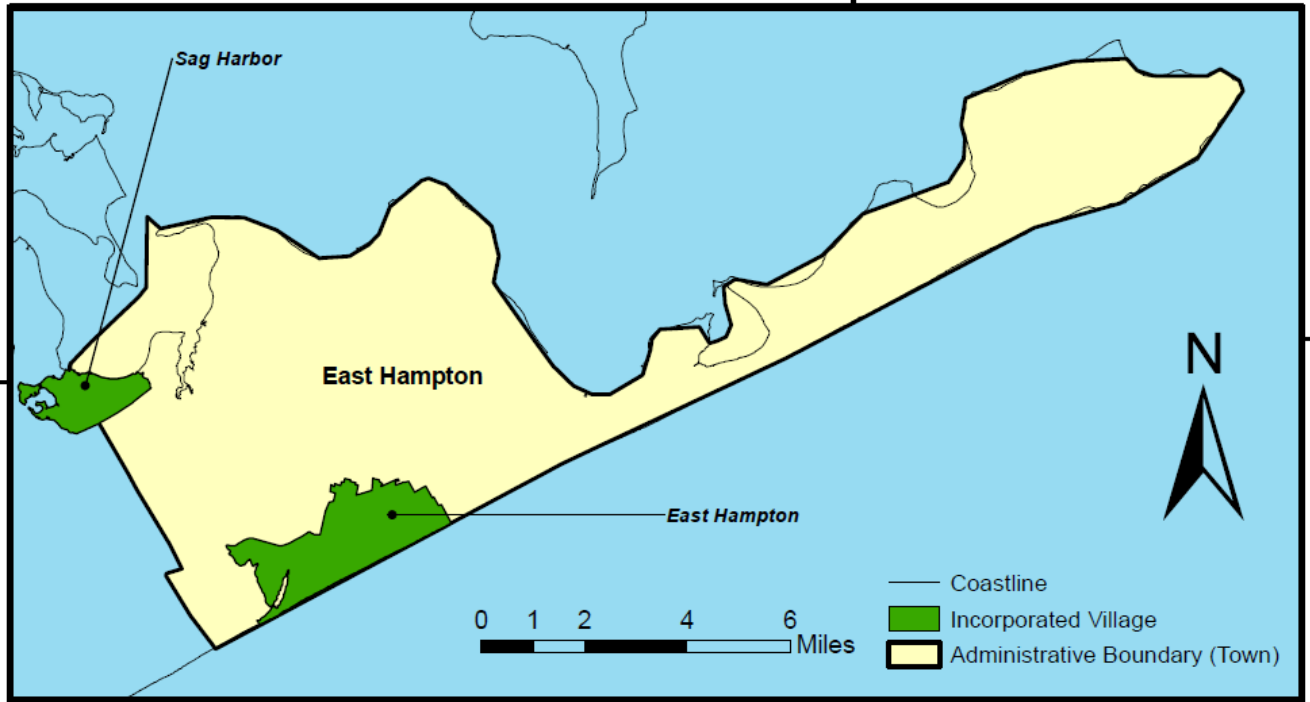 Sag Harbor
East Hampton
East Hampton
N
0 1 2 4 6
Miles
Coastline
Incorporated Village
Administrative Boundary (Town)